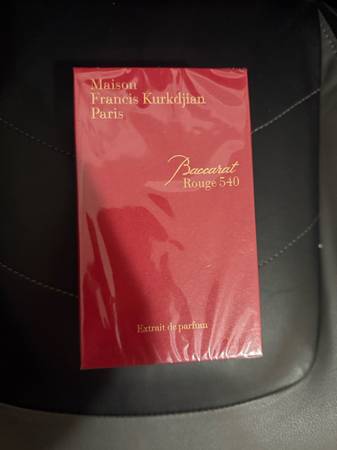 Maison
Francis Kurkdjian
Paris
Baccarat
Rouge 540
Extrait de parfum